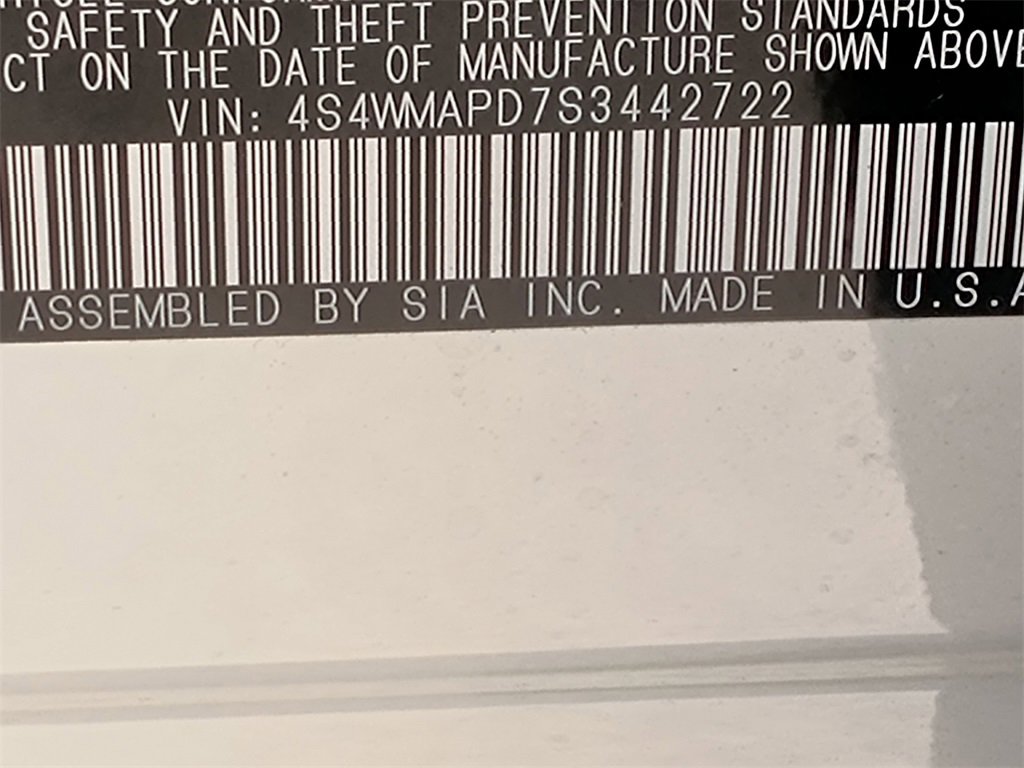 SAFETY AND THEFT PREVENTION STANDARDS
CT ON THE DATE OF MANUFACTURE SHOWN ABOVE
VIN: 4S4WMAPD7S3442722
ASSEMBLED BY SIA INC. MADE IN U.S.A